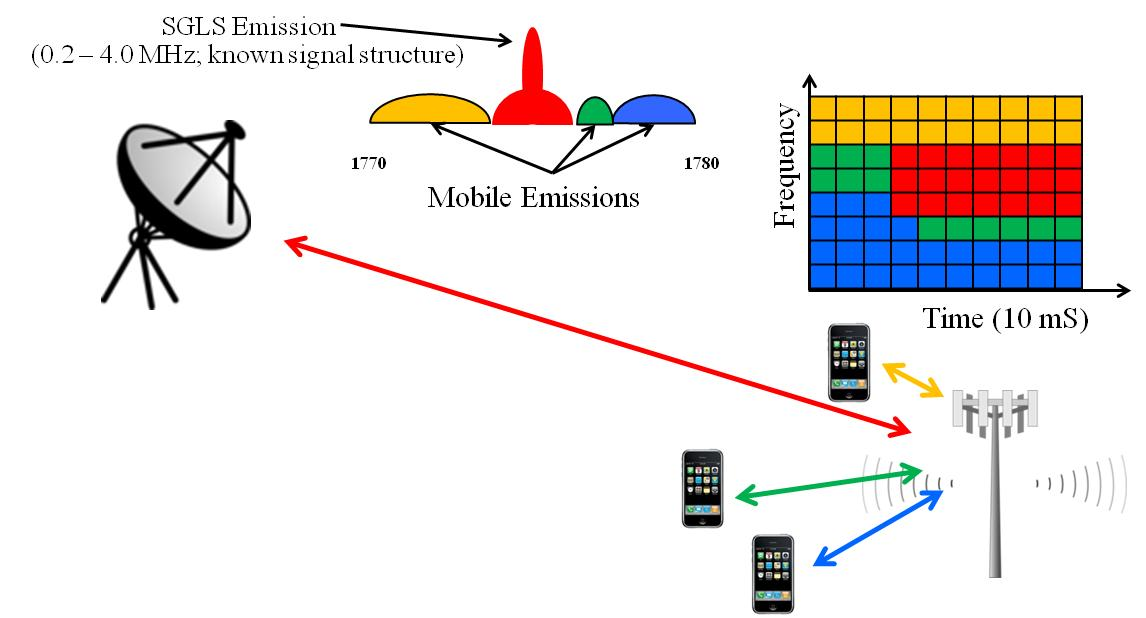 SGLS Emission
(0.2 – 4.0 MHz; known signal structure)
1770
1780
Mobile Emissions
Frequency
Time (10 mS)